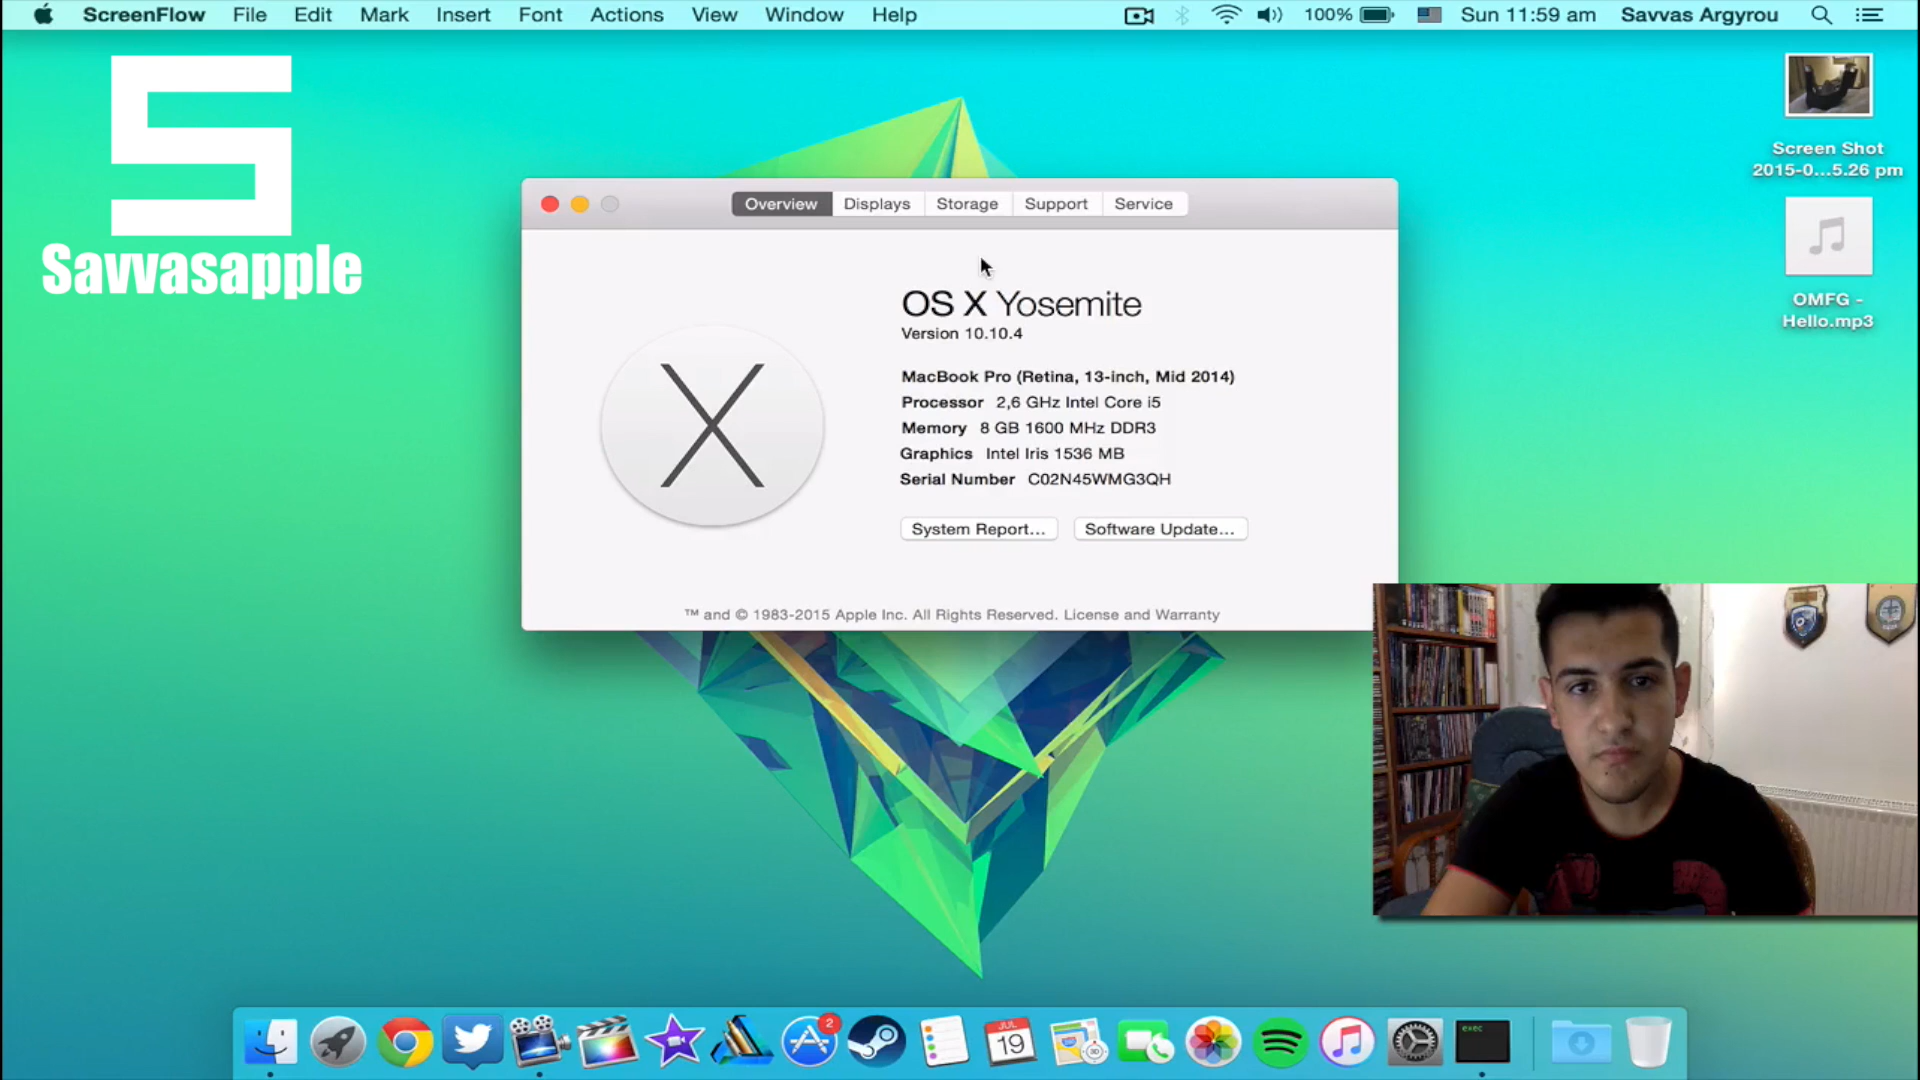 ScreenFlow File Edit Mark Insert Font Actions View Window Help 100% Sun 11:59 am Savvas Argyrou
S
Savvasapple
Screen Shot
2015-0...5.26 pm
OMFG -
Hello.mp3
Overview Displays Storage Support Service
OS X Yosemite
Version 10.10.4
MacBook Pro (Retina, 13-inch, Mid 2014)
Processor 2,6 GHz Intel Core i5
Memory 8 GB 1600 MHz DDR3
Graphics Intel Iris 1536 MB
Serial Number C02N45WMG3QH
System Report... Software Update...
™ and © 1983-2015 Apple Inc. All Rights Reserved. License and Warranty
2
JUL
19
3D
exec